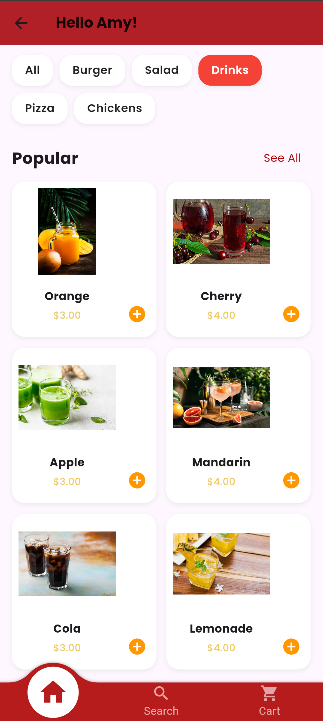 Hello Amy!
All Burger Salad Drinks
Pizza Chickens
Popular See All
Orange Cherry
$3.00 $4.00
Apple Mandarin
$3.00 $4.00
Cola Lemonade
$3.00 $4.00
Search Cart